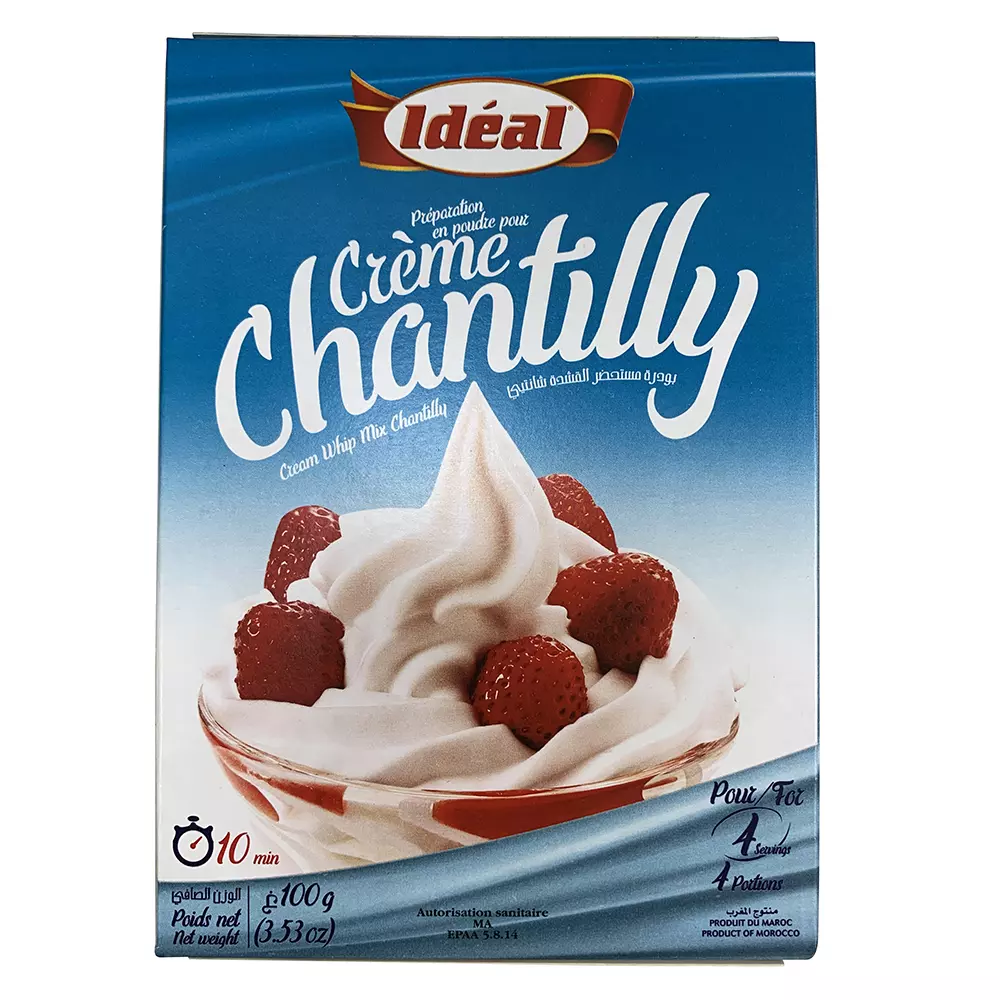 Idéal®
Préparation
en poudre pour
Crème
Chantilly
بودرة مستحضر القشدة شانتيي
Cream Whip Mix Chantilly
10 min
Pour/For
4 Servings
4 Portions
الوزن الصافي
Poids net
Net weight
100 g غ
(3.53 oz)
Autorisation sanitaire
MA
EPAA 5.8.14
منتوج المغرب
PRODUIT DU MAROC
PRODUCT OF MOROCCO